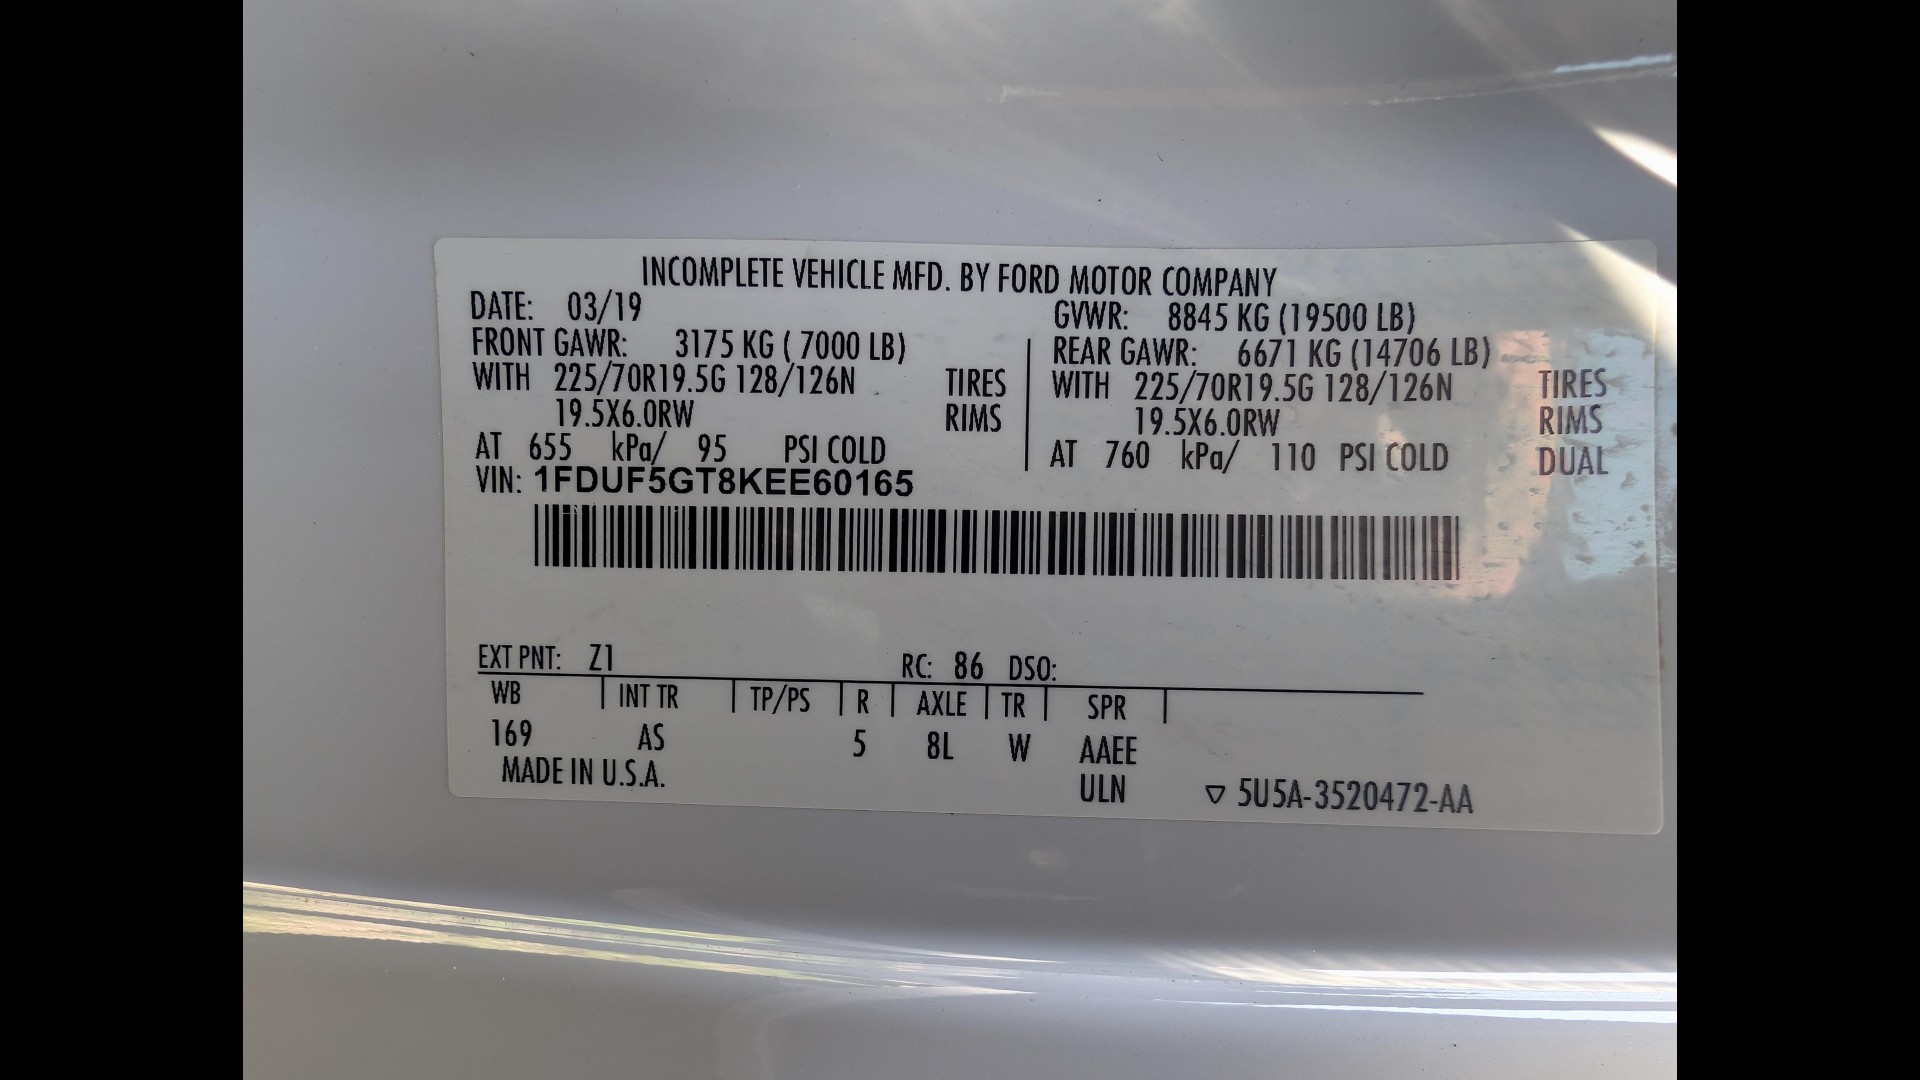 INCOMPLETE VEHICLE MFD. BY FORD MOTOR COMPANY
DATE: 03/19 GVWR: 8845 KG (19500 LB)
FRONT GAWR: 3175 KG ( 7000 LB) REAR GAWR: 6671 KG (14706 LB)
WITH 225/70R19.5G 128/126N TIRES WITH 225/70R19.5G 128/126N TIRES
19.5X6.0RW RIMS 19.5X6.0RW RIMS
AT 655 kPa/ 95 PSI COLD AT 760 kPa/ 110 PSI COLD DUAL
VIN: 1FDUF5GT8KEE60165
EXT PNT: Z1 RC: 86 DSO:
WB | INT TR | TP/PS | R | AXLE | TR | SPR |
169 AS 5 8L W AAEE
MADE IN U.S.A. ULN ▽ 5U5A-3520472-AA